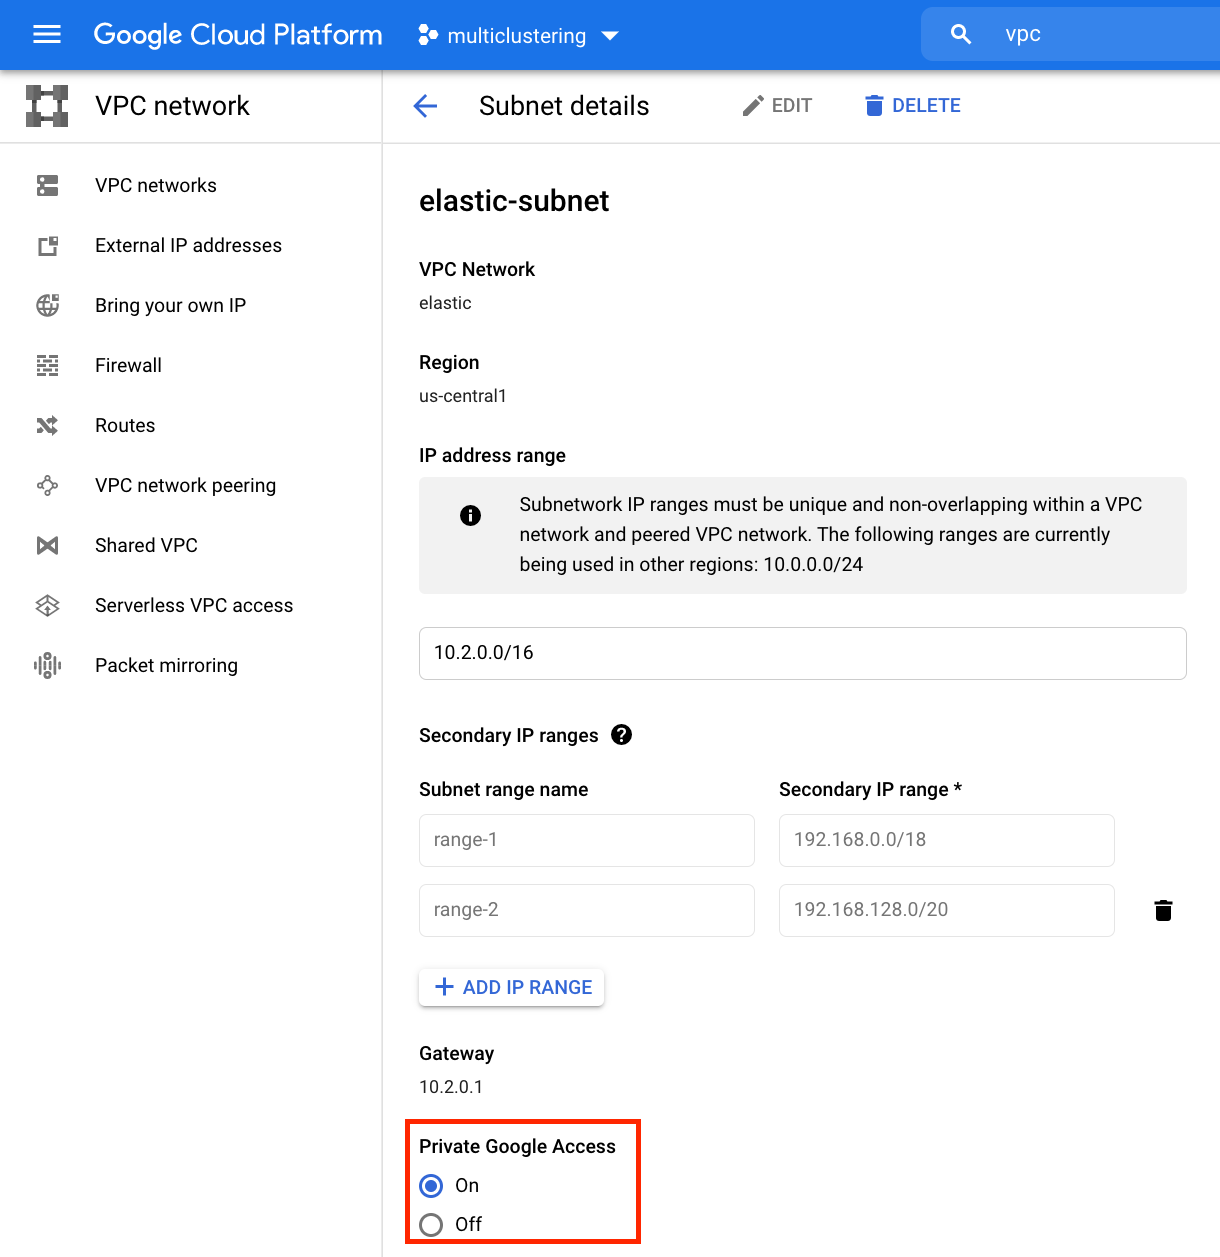 Google Cloud Platform
multiclustering
vpc
VPC network
Subnet details
EDIT
DELETE
VPC networks
External IP addresses
Bring your own IP
Firewall
Routes
VPC network peering
Shared VPC
Serverless VPC access
Packet mirroring
elastic-subnet
VPC Network
elastic
Region
us-central1
IP address range
Subnetwork IP ranges must be unique and non-overlapping within a VPC
network and peered VPC network. The following ranges are currently
being used in other regions: 10.0.0.0/24
10.2.0.0/16
Secondary IP ranges
Subnet range name
Secondary IP range *
range-1
192.168.0.0/18
range-2
192.168.128.0/20
ADD IP RANGE
Gateway
10.2.0.1
Private Google Access
On
Off